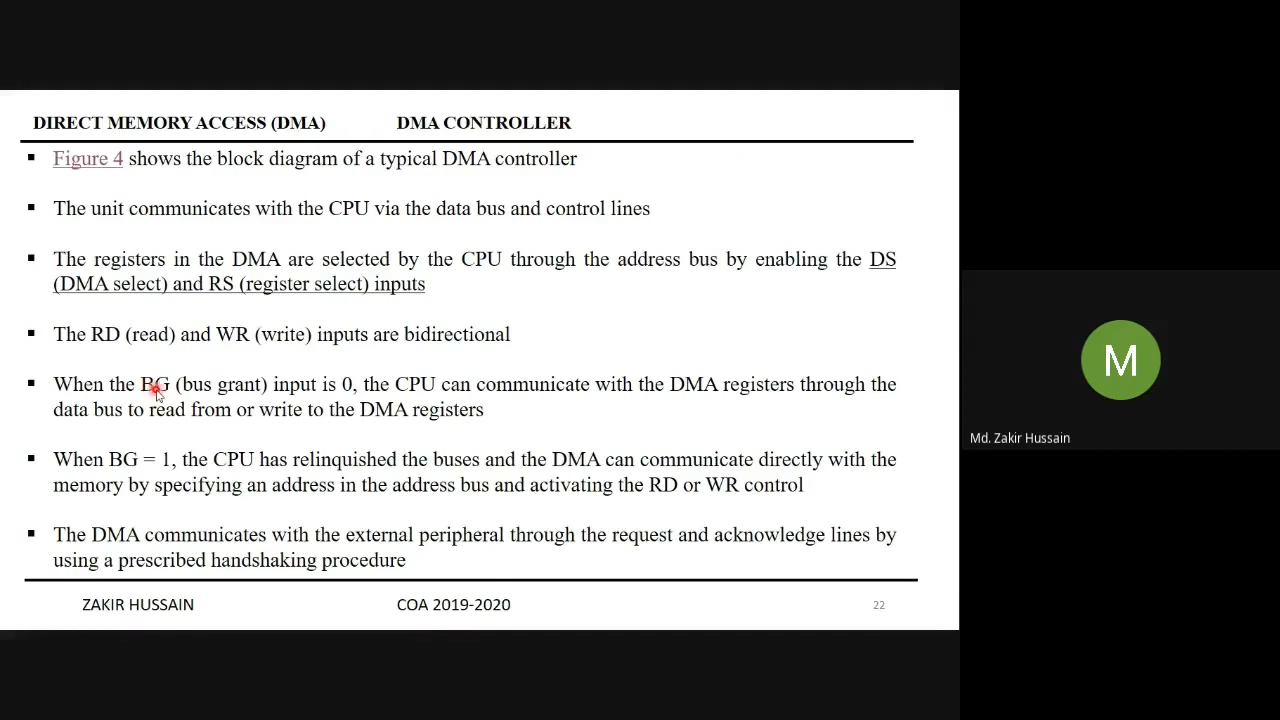 DIRECT MEMORY ACCESS (DMA) DMA CONTROLLER
▪ Figure 4 shows the block diagram of a typical DMA controller
▪ The unit communicates with the CPU via the data bus and control lines
▪ The registers in the DMA are selected by the CPU through the address bus by enabling the DS
(DMA select) and RS (register select) inputs
▪ The RD (read) and WR (write) inputs are bidirectional
▪ When the BG (bus grant) input is 0, the CPU can communicate with the DMA registers through the
data bus to read from or write to the DMA registers
▪ When BG = 1, the CPU has relinquished the buses and the DMA can communicate directly with the
memory by specifying an address in the address bus and activating the RD or WR control
▪ The DMA communicates with the external peripheral through the request and acknowledge lines by
using a prescribed handshaking procedure
ZAKIR HUSSAIN COA 2019-2020 22
M
Md. Zakir Hussain